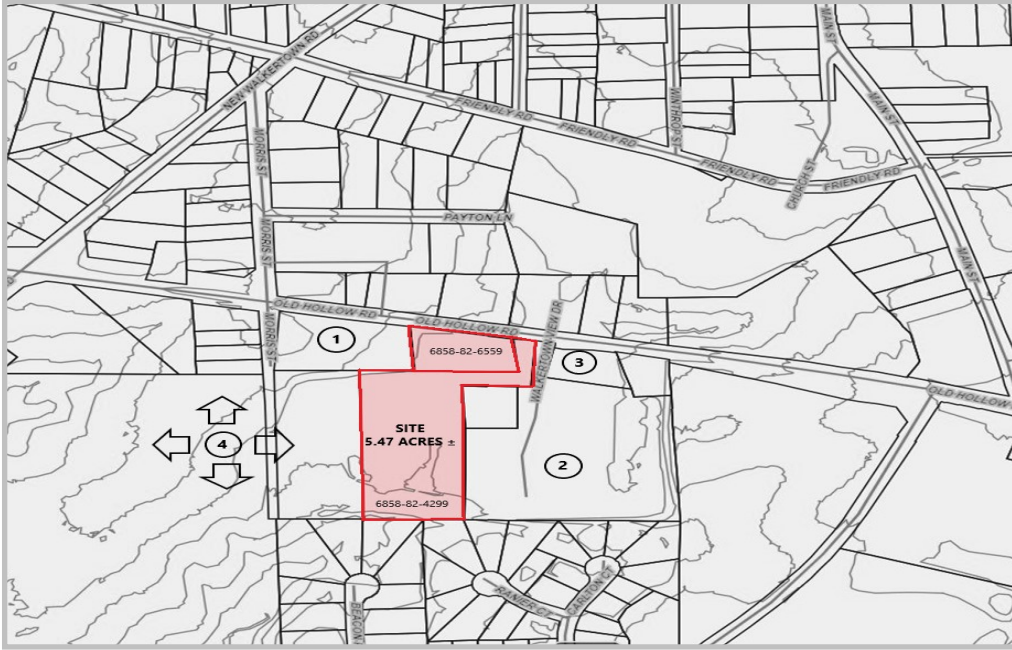 MAIN ST
NEW WALKERTOWN RD
FRIENDLY RD
FRIENDLY RD
WINTHROP ST
MAIN ST
MORRIS ST
FRIENDLY RD
CHURCH ST
FRIENDLY RD
PAYTON LN
MORRIS ST
MAIN ST
OLD HOLLOW RD
OLD HOLLOW RD
MORRIS ST
1
6858-82-6559
WALKERTOWN VIEW DR
3
OLD HOLLOW
SITE
5.47 ACRES ±
4
2
6858-82-4299
BEACON
RANIER CT
CARLTON CT